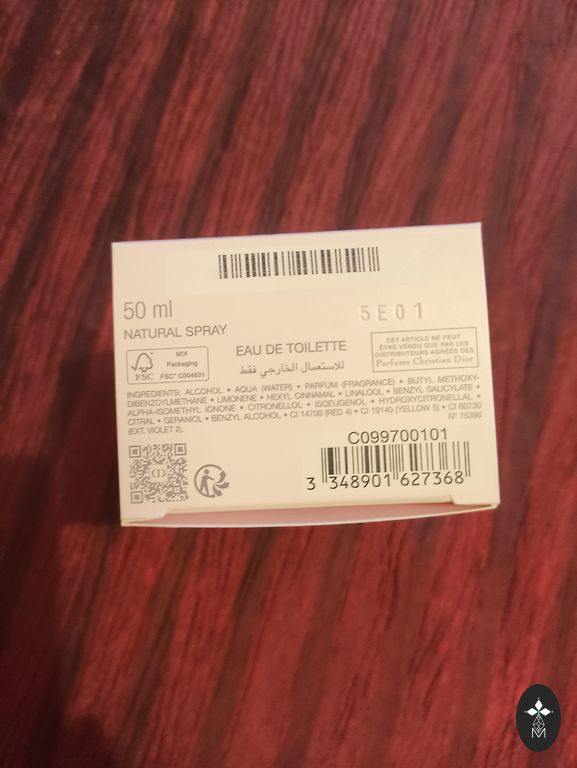 50 ml
5E01
NATURAL SPRAY
EAU DE TOILETTE
للاستعمال الخارجي فقط
FSC
MIX
Packaging
FSC® C004631
CET ARTICLE NE PEUT
ÊTRE VENDU QUE PAR LES
DISTRIBUTEURS AGRÉÉS DES
Parfums Christian Dior
INGREDIENTS: ALCOHOL • AQUA (WATER) • PARFUM (FRAGRANCE) • BUTYL METHOXY-
DIBENZOYLMETHANE • LIMONENE • HEXYL CINNAMAL • LINALOOL • BENZYL SALICYLATE •
ALPHA-ISOMETHYL IONONE • CITRONELLOL • ISOEUGENOL • HYDROXYCITRONELLAL •
CITRAL • GERANIOL • BENZYL ALCOHOL • CI 14700 (RED 4) • CI 19140 (YELLOW 5) • CI 60730
(EXT. VIOLET 2).
N° 15396
C099700101
3 348901 627368
CD
M